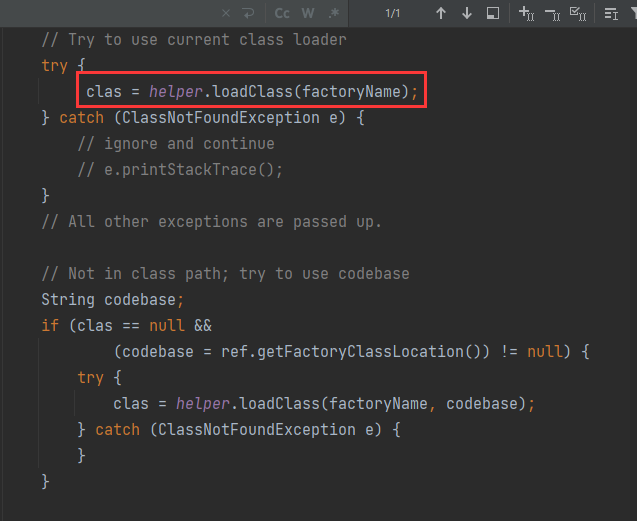 Cc W .* 1/1
// Try to use current class loader
try {
clas = helper.loadClass(factoryName);
} catch (ClassNotFoundException e) {
// ignore and continue
// e.printStackTrace();
}
// All other exceptions are passed up.
// Not in class path; try to use codebase
String codebase;
if (clas == null &&
(codebase = ref.getFactoryClassLocation()) != null) {
try {
clas = helper.loadClass(factoryName, codebase);
} catch (ClassNotFoundException e) {
}
}